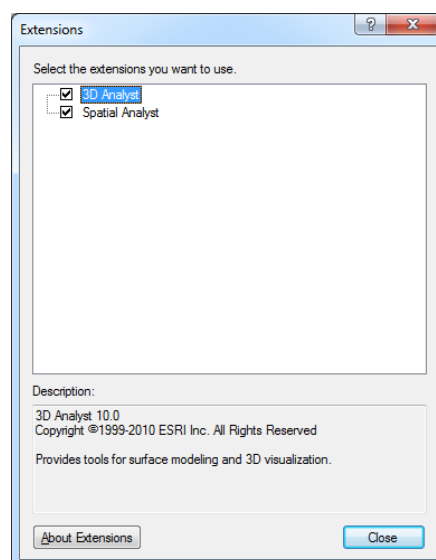 Extensions
Select the extensions you want to use.
3D Analyst
Spatial Analyst
Description:
3D Analyst 10.0
Copyright ©1999-2010 ESRI Inc. All Rights Reserved
Provides tools for surface modeling and 3D visualization.
About Extensions
Close